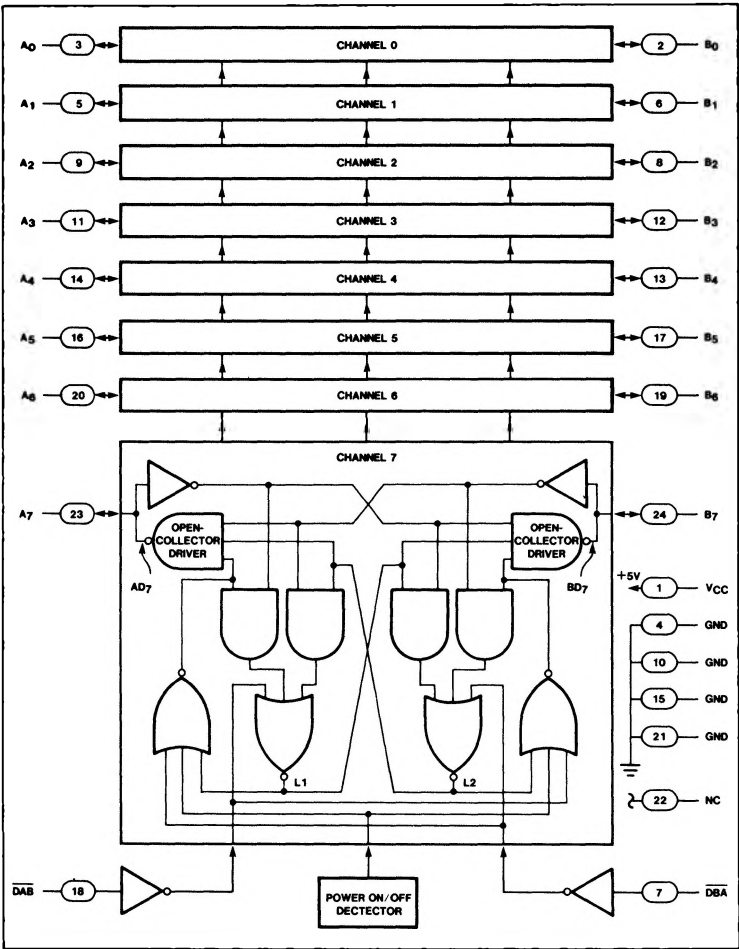 A0 3 CHANNEL 0 2 B0
A1 5 CHANNEL 1 6 B1
A2 9 CHANNEL 2 8 B2
A3 11 CHANNEL 3 12 B3
A4 14 CHANNEL 4 13 B4
A5 16 CHANNEL 5 17 B5
A6 20 CHANNEL 6 19 B6
CHANNEL 7
A7 23
OPEN-
COLLECTOR
DRIVER
AD7
OPEN-
COLLECTOR
DRIVER
BD7
24 B7
+5V
1 VCC
4 GND
10 GND
15 GND
21 GND
22 NC
L1
L2
DAB 18
POWER ON/OFF
DECTECTOR
7 DBA